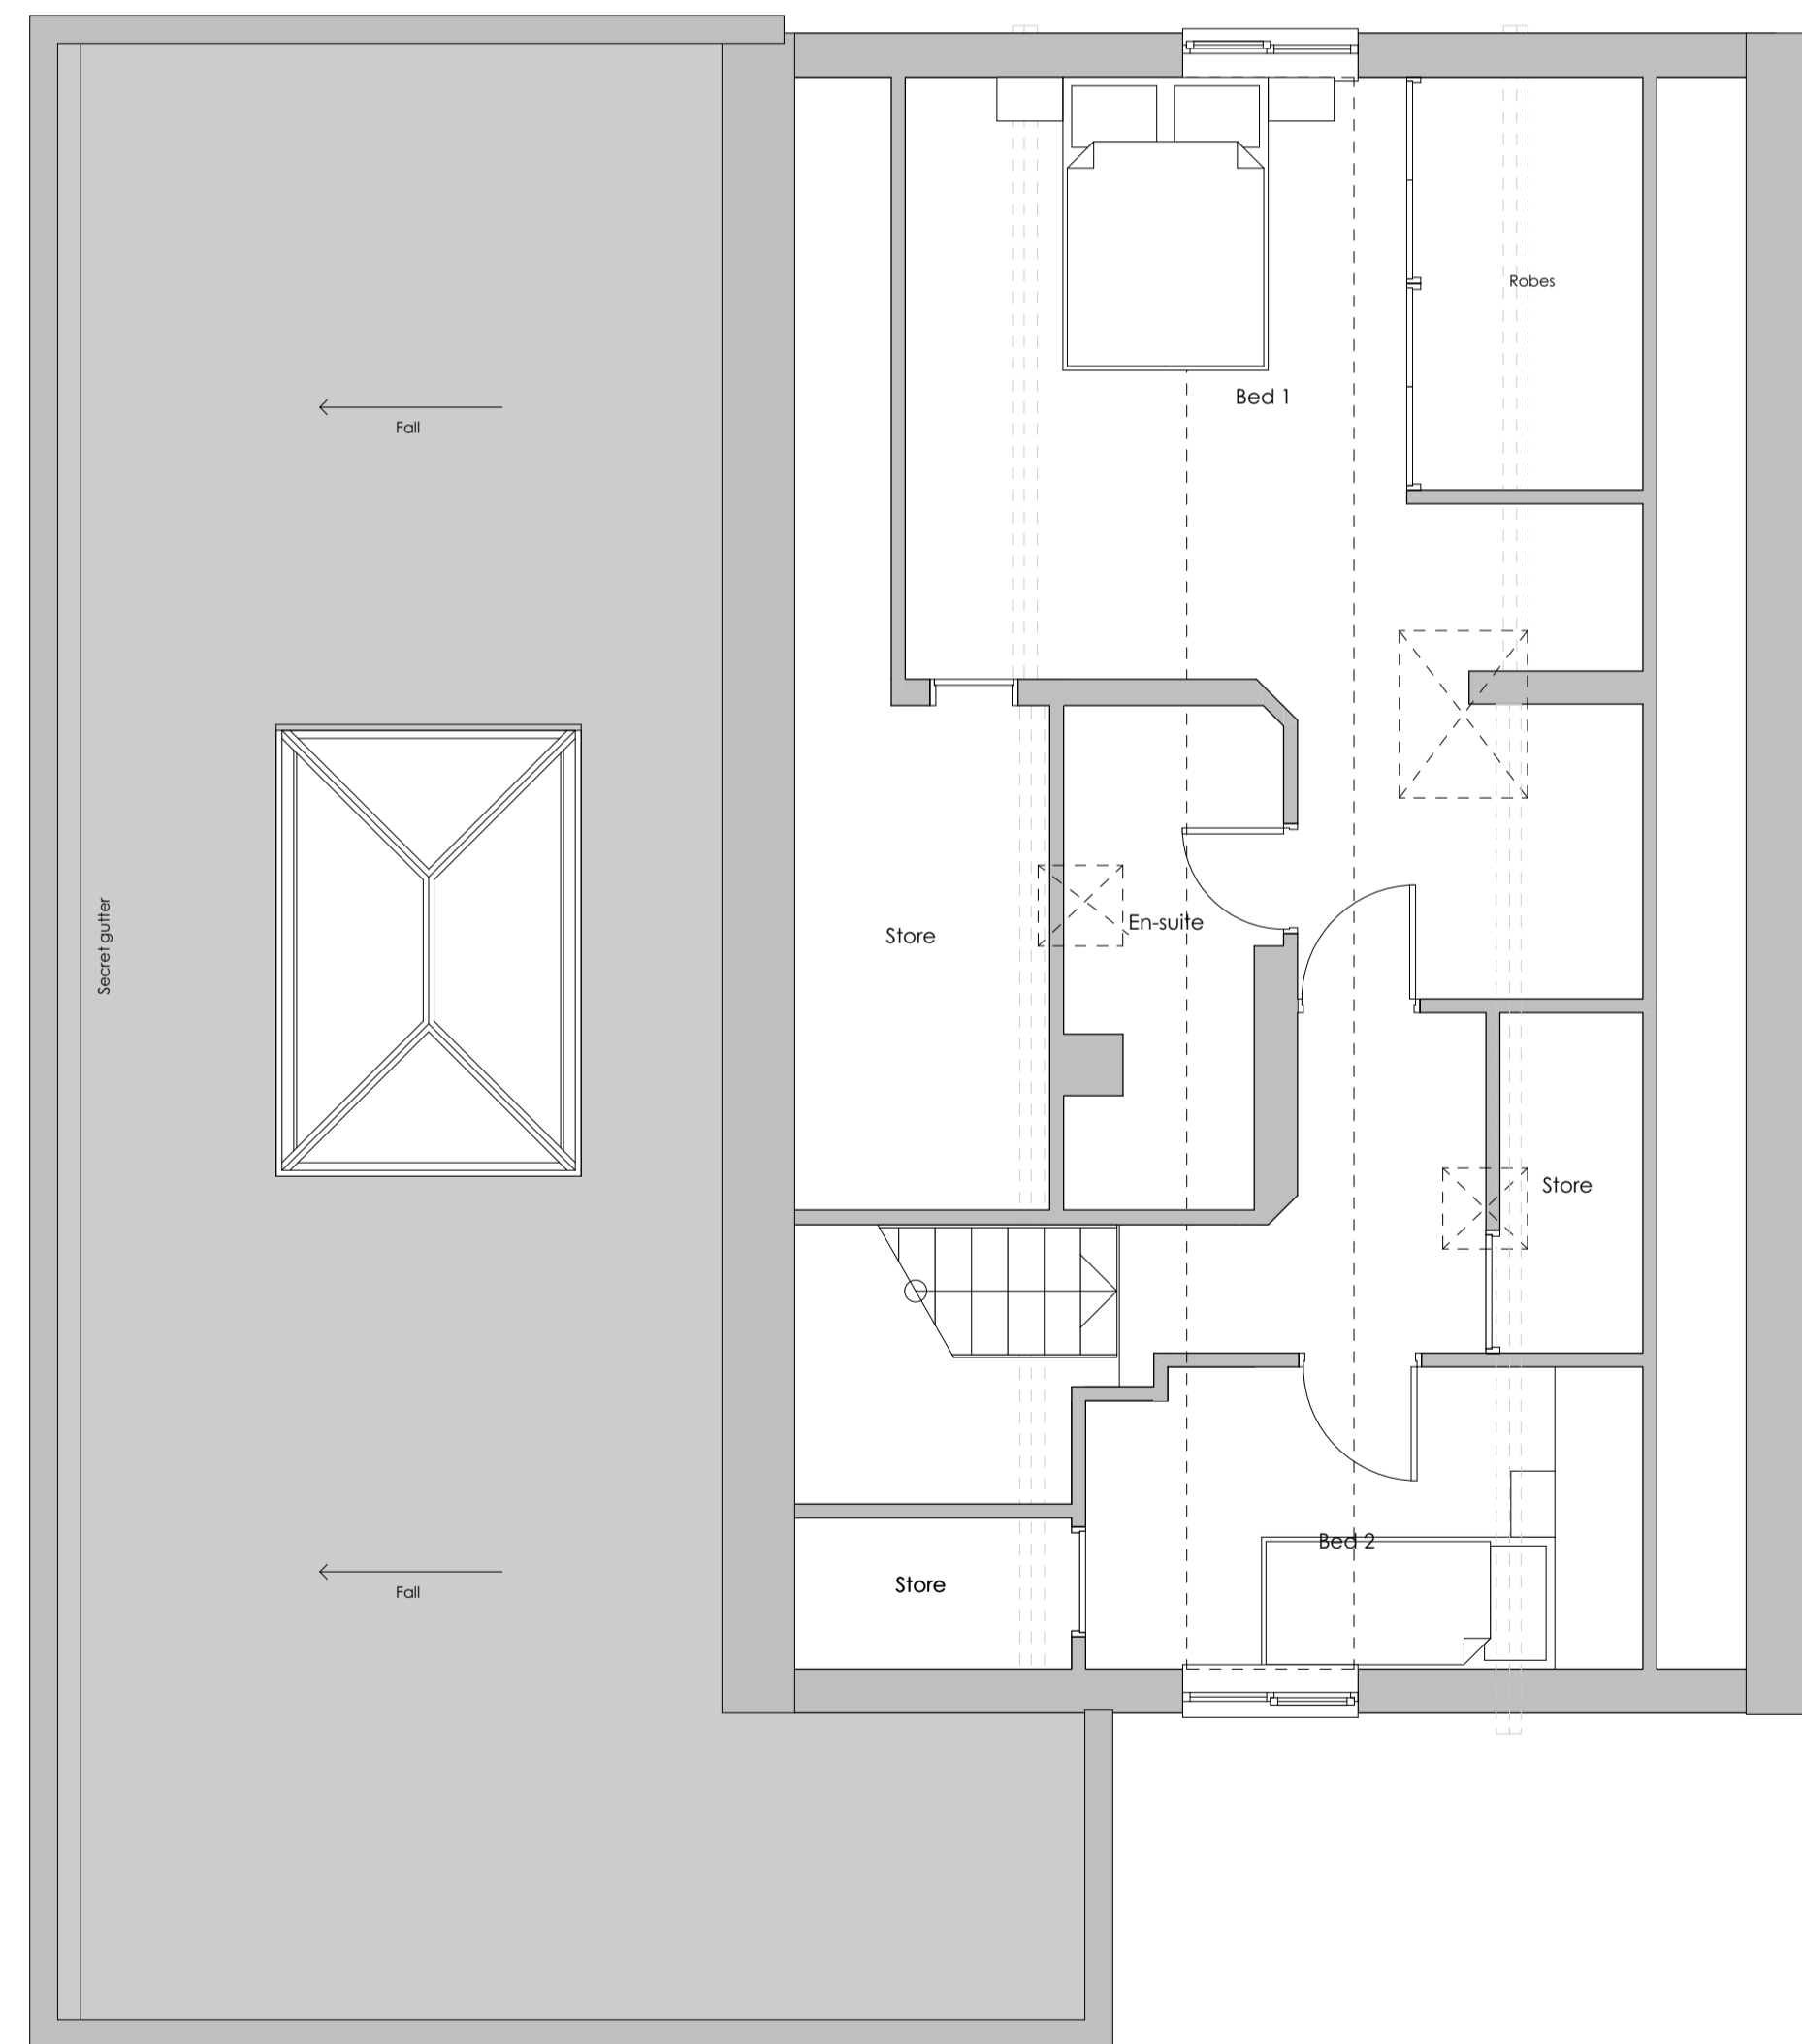 Robes
Bed 1
Fall
Secret gutter
Store
En-suite
Store
Bed 2
Store
Fall